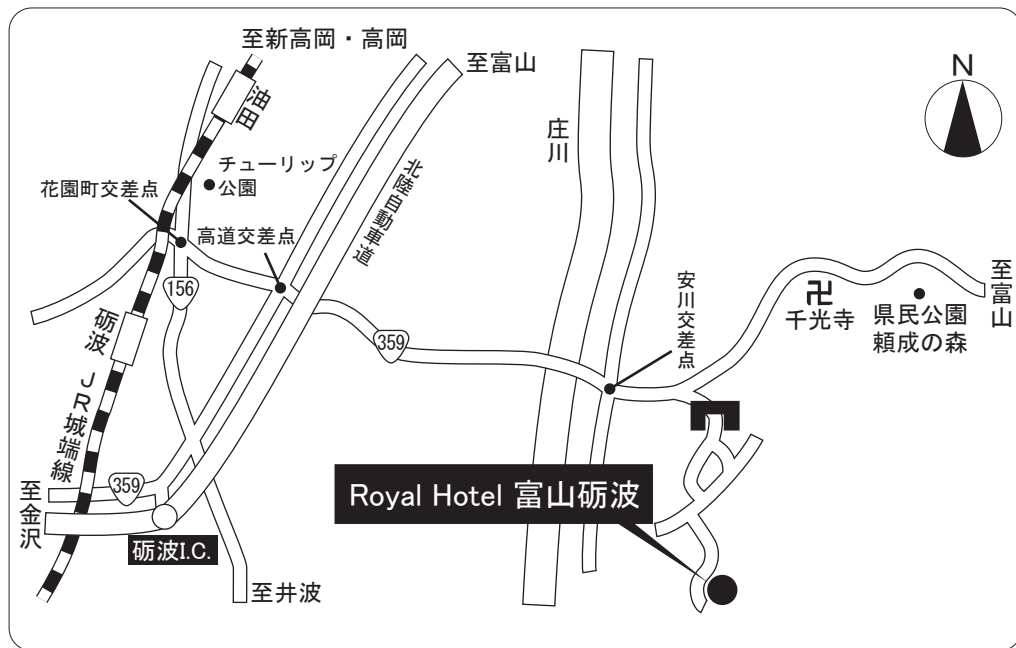 至新高岡・高岡
至富山
N
油田
庄川
チューリップ
公園
花園町交差点
北陸自動車道
高道交差点
156
安川交差点
卍
千光寺
県民公園
頼成の森
至富山
砺波
359
JR城端線
359
至金沢
Royal Hotel 富山砺波
砺波I.C.
至井波